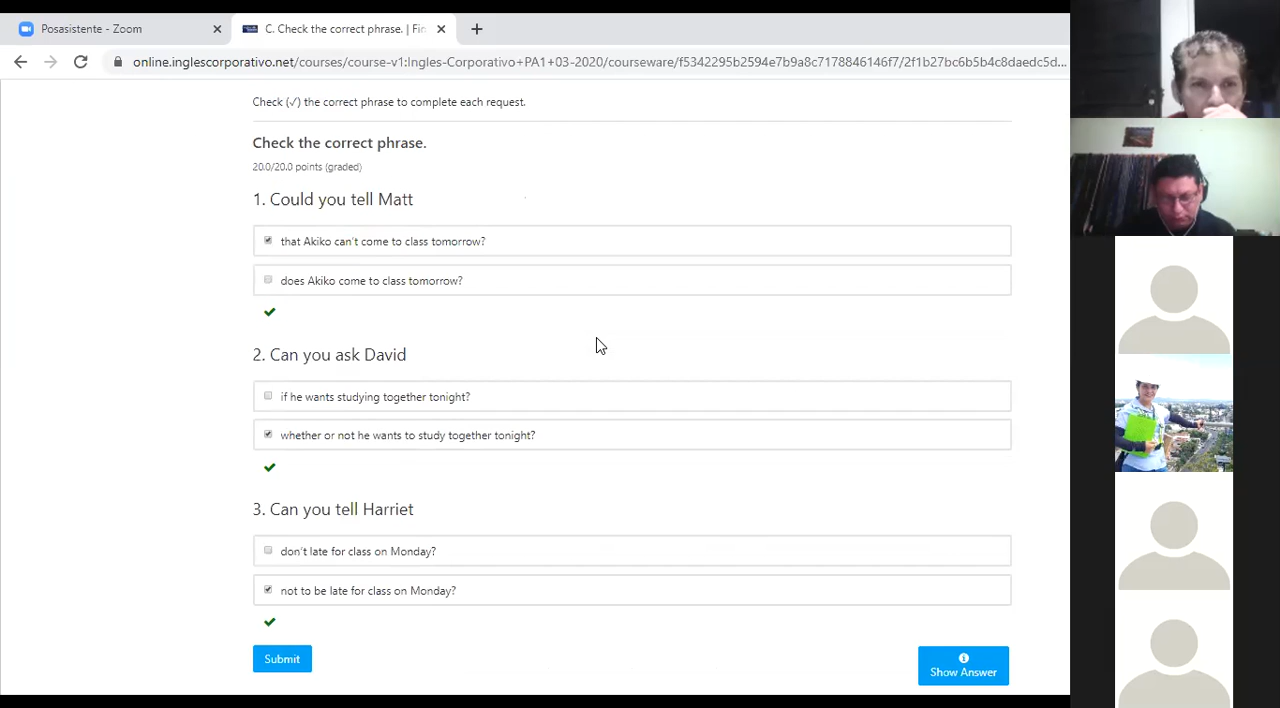 Posasistente - Zoom
C. Check the correct phrase. | Fin
online.inglescorporativo.net/courses/course-v1:Ingles-Corporativo+PA1+03-2020/courseware/f5342295b2594e7b9a8c7178846146f7/2f1b27bc6b5b4c8daedc5d...
Check (✓) the correct phrase to complete each request.
Check the correct phrase.
20.0/20.0 points (graded)
1. Could you tell Matt
that Akiko can't come to class tomorrow?
does Akiko come to class tomorrow?
2. Can you ask David
if he wants studying together tonight?
whether or not he wants to study together tonight?
3. Can you tell Harriet
don't late for class on Monday?
not to be late for class on Monday?
Submit
Show Answer